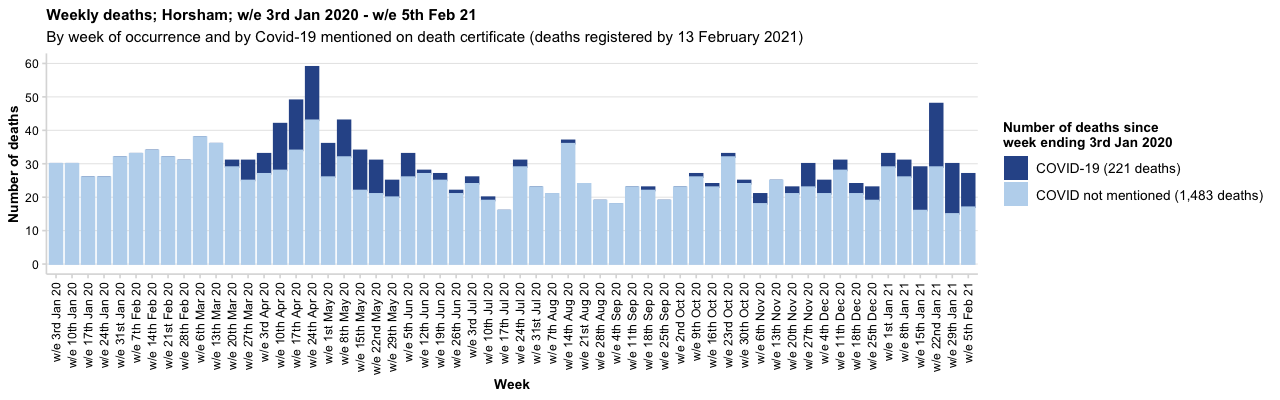 Weekly deaths; Horsham; w/e 3rd Jan 2020 - w/e 5th Feb 21
By week of occurrence and by Covid-19 mentioned on death certificate (deaths registered by 13 February 2021)
Number of deaths
60
50
40
30
20
10
0
w/e 3rd Jan 20
w/e 10th Jan 20
w/e 17th Jan 20
w/e 24th Jan 20
w/e 31st Jan 20
w/e 7th Feb 20
w/e 14th Feb 20
w/e 21st Feb 20
w/e 28th Feb 20
w/e 6th Mar 20
w/e 13th Mar 20
w/e 20th Mar 20
w/e 27th Mar 20
w/e 3rd Apr 20
w/e 10th Apr 20
w/e 17th Apr 20
w/e 24th Apr 20
w/e 1st May 20
w/e 8th May 20
w/e 15th May 20
w/e 22nd May 20
w/e 29th May 20
w/e 5th Jun 20
w/e 12th Jun 20
w/e 19th Jun 20
w/e 26th Jun 20
w/e 3rd Jul 20
w/e 10th Jul 20
w/e 17th Jul 20
w/e 24th Jul 20
w/e 31st Jul 20
w/e 7th Aug 20
w/e 14th Aug 20
w/e 21st Aug 20
w/e 28th Aug 20
w/e 4th Sep 20
w/e 11th Sep 20
w/e 18th Sep 20
w/e 25th Sep 20
w/e 2nd Oct 20
w/e 9th Oct 20
w/e 16th Oct 20
w/e 23rd Oct 20
w/e 30th Oct 20
w/e 6th Nov 20
w/e 13th Nov 20
w/e 20th Nov 20
w/e 27th Nov 20
w/e 4th Dec 20
w/e 11th Dec 20
w/e 18th Dec 20
w/e 25th Dec 20
w/e 1st Jan 21
w/e 8th Jan 21
w/e 15th Jan 21
w/e 22nd Jan 21
w/e 29th Jan 21
w/e 5th Feb 21
Week
Number of deaths since
week ending 3rd Jan 2020
COVID-19 (221 deaths)
COVID not mentioned (1,483 deaths)